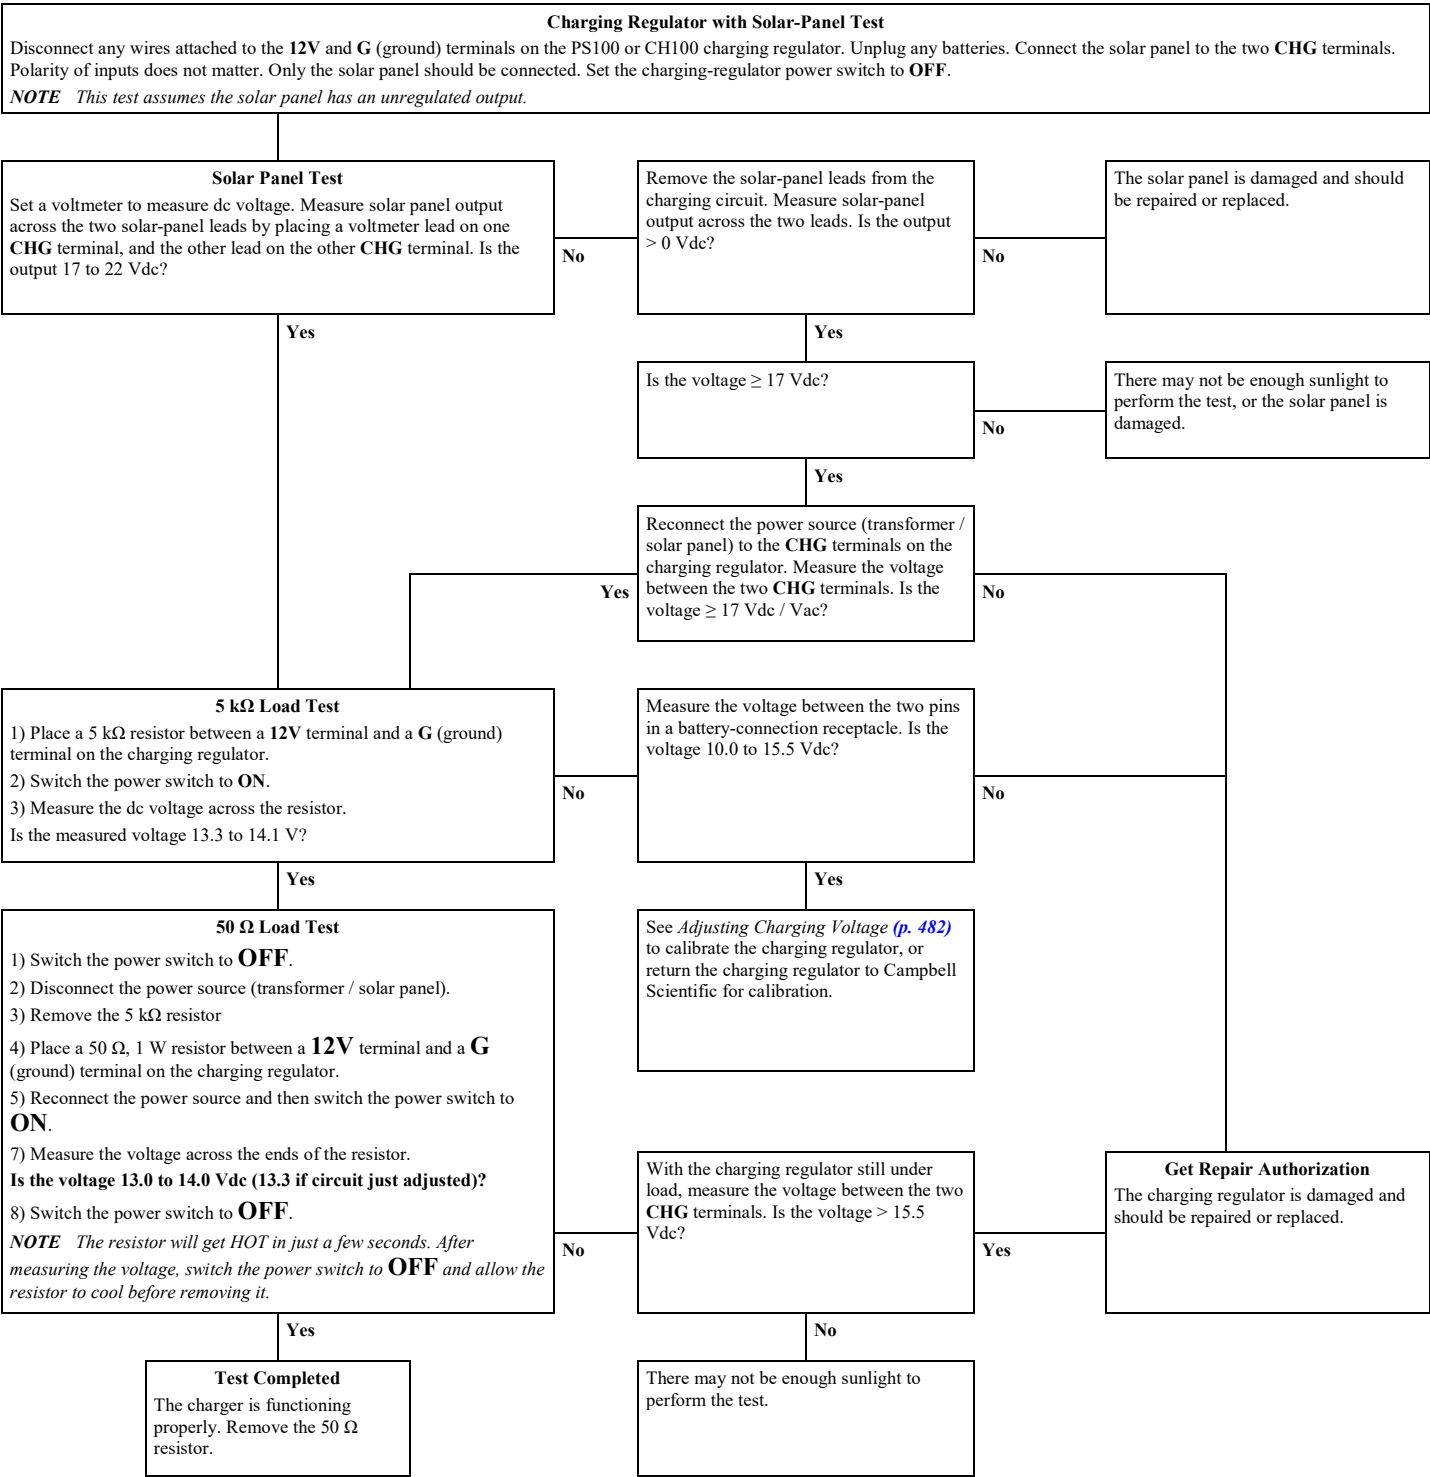 Charging Regulator with Solar-Panel Test
Disconnect any wires attached to the 12V and G (ground) terminals on the PS100 or CH100 charging regulator. Unplug any batteries. Connect the solar panel to the two CHG terminals.
Polarity of inputs does not matter. Only the solar panel should be connected. Set the charging-regulator power switch to OFF.
NOTE This test assumes the solar panel has an unregulated output.
Solar Panel Test
Set a voltmeter to measure dc voltage. Measure solar panel output
across the two solar-panel leads by placing a voltmeter lead on one
CHG terminal, and the other lead on the other CHG terminal. Is the
output 17 to 22 Vdc?
No
Remove the solar-panel leads from the
charging circuit. Measure solar-panel
output across the two leads. Is the output
> 0 Vdc?
No
The solar panel is damaged and should
be repaired or replaced.
Yes
Yes
Is the voltage ≥ 17 Vdc?
No
There may not be enough sunlight to
perform the test, or the solar panel is
damaged.
Yes
Reconnect the power source (transformer /
solar panel) to the CHG terminals on the
charging regulator. Measure the voltage
between the two CHG terminals. Is the
voltage ≥ 17 Vdc / Vac?
Yes
No
5 kΩ Load Test
1) Place a 5 kΩ resistor between a 12V terminal and a G (ground)
terminal on the charging regulator.
2) Switch the power switch to ON.
3) Measure the dc voltage across the resistor.
Is the measured voltage 13.3 to 14.1 V?
No
Measure the voltage between the two pins
in a battery-connection receptacle. Is the
voltage 10.0 to 15.5 Vdc?
No
Yes
Yes
50 Ω Load Test
1) Switch the power switch to OFF.
2) Disconnect the power source (transformer / solar panel).
3) Remove the 5 kΩ resistor
4) Place a 50 Ω, 1 W resistor between a 12V terminal and a G
(ground) terminal on the charging regulator.
5) Reconnect the power source and then switch the power switch to
ON.
7) Measure the voltage across the ends of the resistor.
Is the voltage 13.0 to 14.0 Vdc (13.3 if circuit just adjusted)?
8) Switch the power switch to OFF.
NOTE The resistor will get HOT in just a few seconds. After
measuring the voltage, switch the power switch to OFF and allow the
resistor to cool before removing it.
See Adjusting Charging Voltage (p. 482)
to calibrate the charging regulator, or
return the charging regulator to Campbell
Scientific for calibration.
No
With the charging regulator still under
load, measure the voltage between the two
CHG terminals. Is the voltage > 15.5
Vdc?
Yes
Get Repair Authorization
The charging regulator is damaged and
should be repaired or replaced.
Yes
No
Test Completed
The charger is functioning
properly. Remove the 50 Ω
resistor.
There may not be enough sunlight to
perform the test.